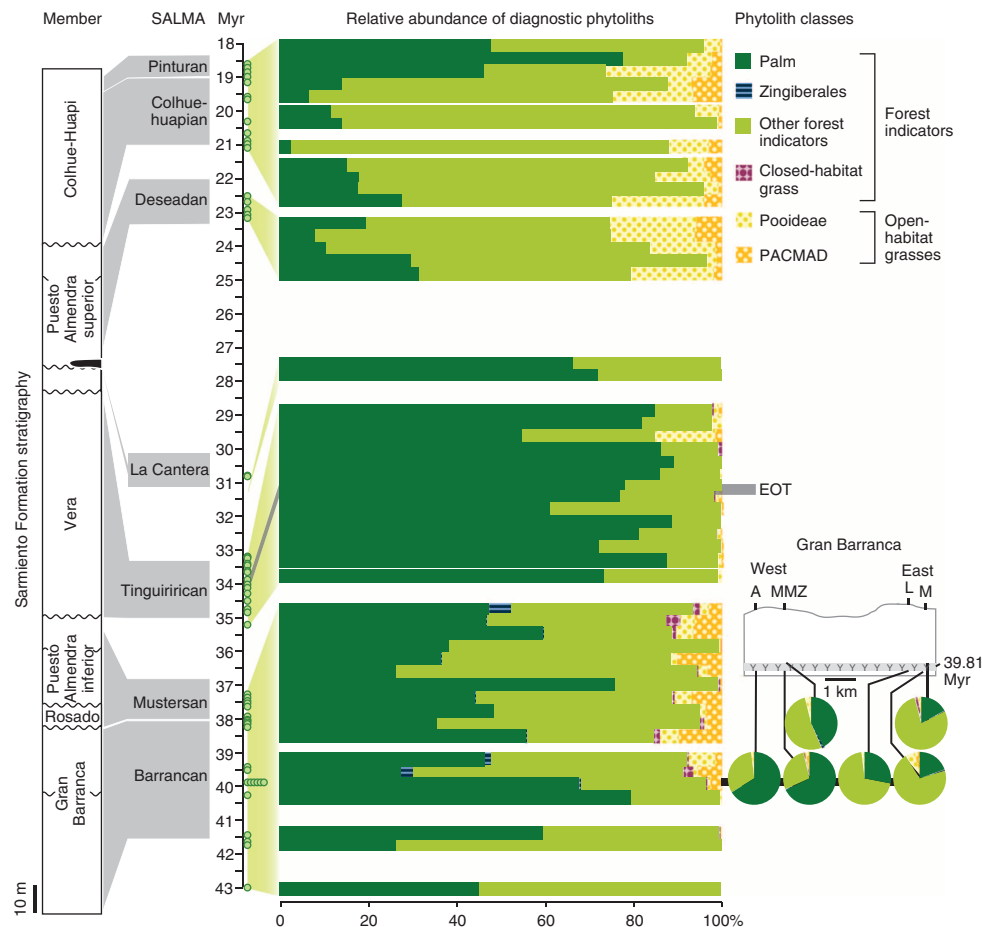 Member
SALMA
Myr
Relative abundance of diagnostic phytoliths
Phytolith classes
Sarmiento Formation stratigraphy
10 m
Colhue-Huapi
Puesto
Almendra
superior
Vera
Puesto
Almendra
inferior
Rosado
Gran
Barranca
Pinturan
Colhue-
huapian
Deseadan
La Cantera
Tinguirirican
Mustersan
Barrancan
18
19
20
21
22
23
24
25
26
27
28
29
30
31
32
33
34
35
36
37
38
39
40
41
42
43
0
20
40
60
80
100%
Palm
Zingiberales
Other forest
indicators
Closed-habitat
grass
Forest
indicators
Pooideae
PACMAD
Open-
habitat
grasses
EOT
Gran Barranca
West
East
A
MMZ
L
M
39.81
Myr
1 km
Y Y Y Y Y Y Y Y Y Y Y Y Y Y